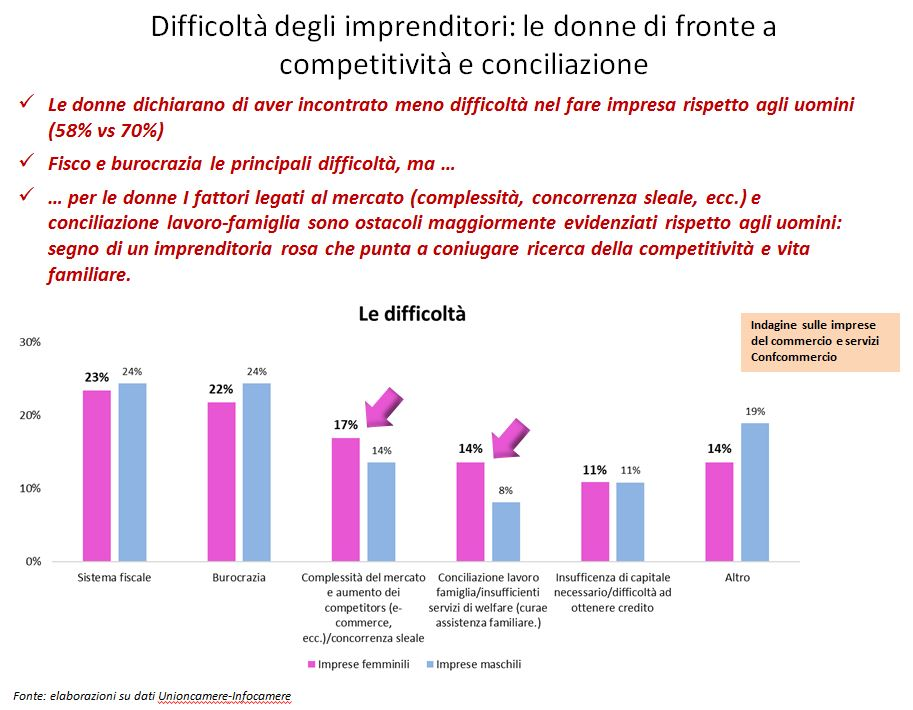 Difficoltà degli imprenditori: le donne di fronte a
competitività e conciliazione
✓ Le donne dichiarano di aver incontrato meno difficoltà nel fare impresa rispetto agli uomini
(58% vs 70%)
✓ Fisco e burocrazia le principali difficoltà, ma …
✓ … per le donne I fattori legati al mercato (complessità, concorrenza sleale, ecc.) e
conciliazione lavoro-famiglia sono ostacoli maggiormente evidenziati rispetto agli uomini:
segno di un imprenditoria rosa che punta a coniugare ricerca della competitività e vita
familiare.
Le difficoltà
Indagine sulle imprese
del commercio e servizi
Confcommercio
30%
20%
10%
0%
23%
24%
22%
24%
17%
14%
14%
8%
11%
11%
14%
19%
Sistema fiscale
Burocrazia
Complessità del mercato
e aumento dei
competitors (e-
commerce,
ecc.)/concorrenza sleale
Conciliazione lavoro
famiglia/insufficienti
servizi di welfare (curae
assistenza familiare.)
Insufficenza di capitale
necessario/difficoltà ad
ottenere credito
Altro
Imprese femminili
Imprese maschili
Fonte: elaborazioni su dati Unioncamere-Infocamere